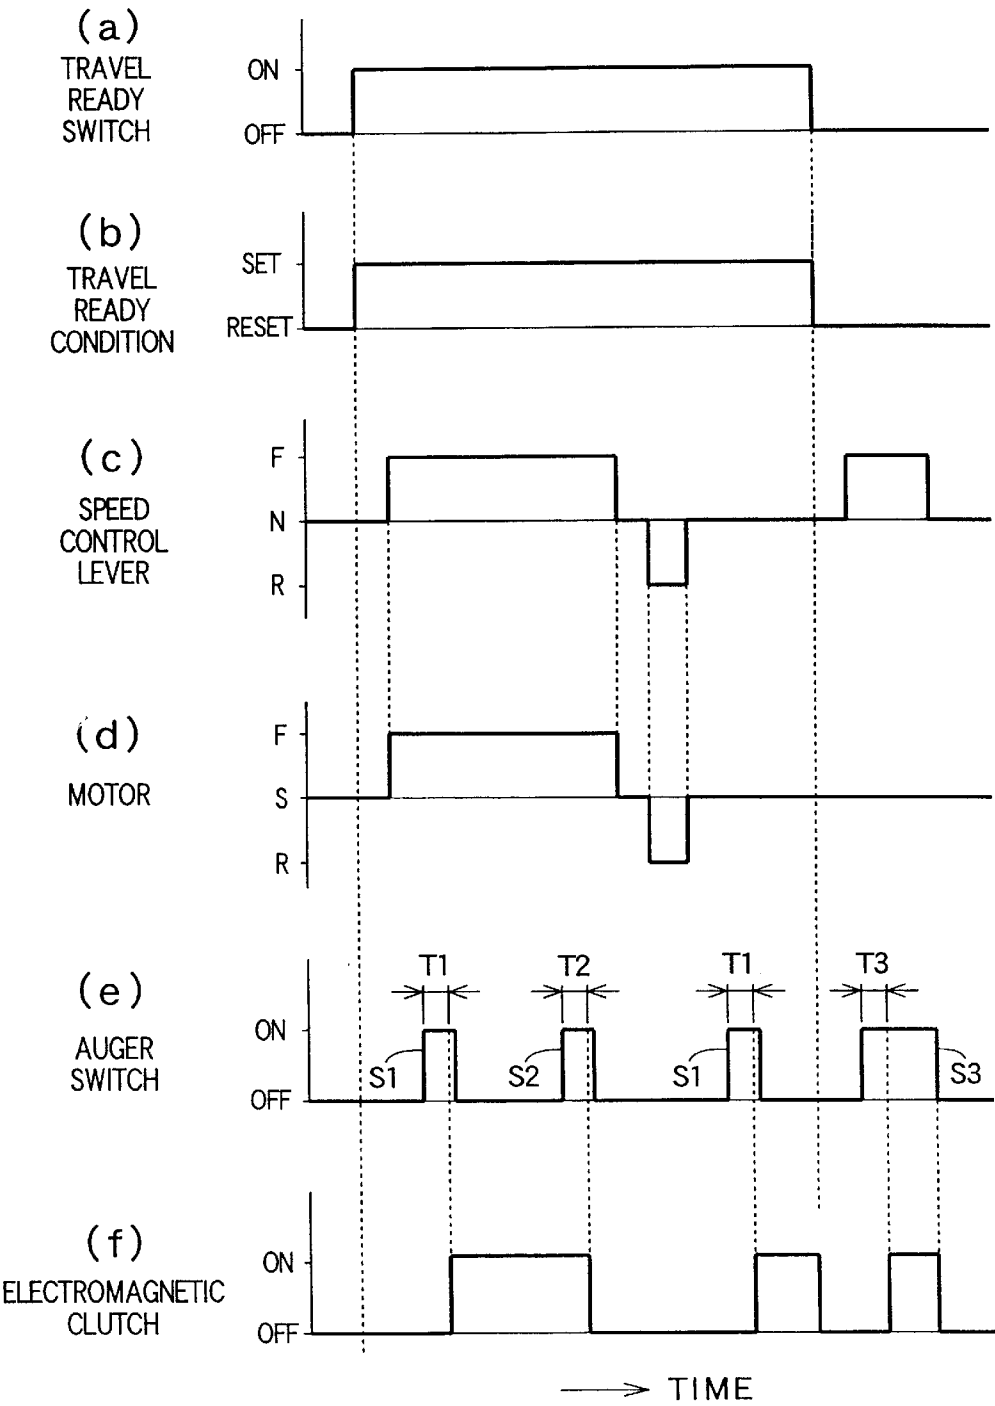 (a)
TRAVEL
READY
SWITCH
ON
OFF
(b)
TRAVEL
READY
CONDITION
SET
RESET
(c)
SPEED
CONTROL
LEVER
F
N
R
(d)
MOTOR
F
S
R
(e)
AUGER
SWITCH
ON
OFF
T1
T2
T1
T3
S1
S2
S1
S3
(f)
ELECTROMAGNETIC
CLUTCH
ON
OFF
TIME